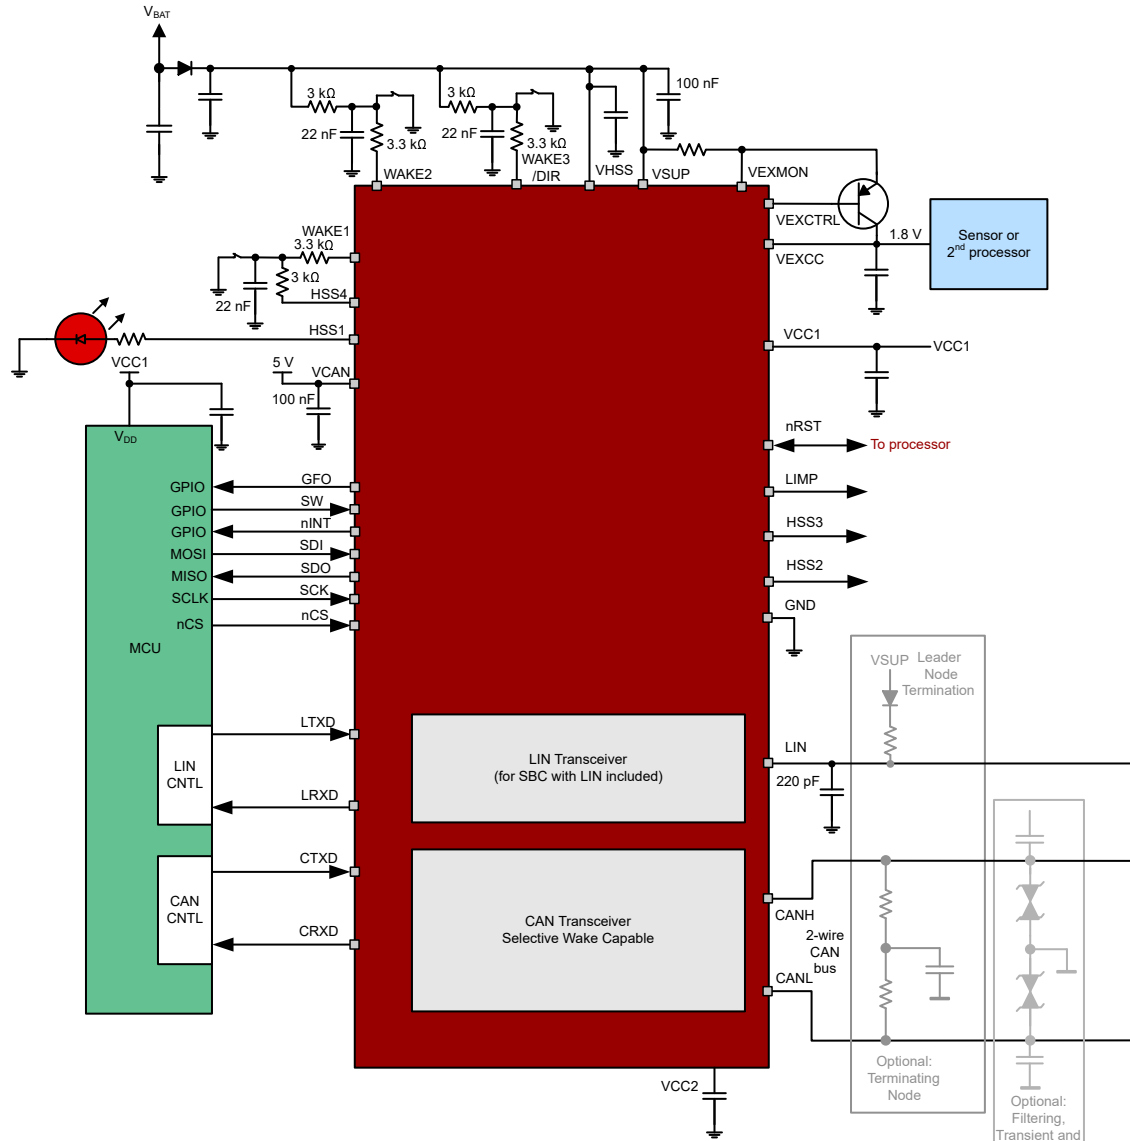 VBAT
100 nF
3 kΩ
22 nF
3.3 kΩ
WAKE2
3 kΩ
22 nF
3.3 kΩ
WAKE3
/DIR
VHSS
VSUP
VEXMON
VEXCTRL
1.8 V
VEXCC
Sensor or
2nd processor
WAKE1
3.3 kΩ
3 kΩ
22 nF
HSS4
HSS1
VCC1
5 V
VCAN
100 nF
VCC1
VCC1
VDD
nRST
To processor
LIMP
HSS3
HSS2
GND
GPIO
GFO
GPIO
SW
GPIO
nINT
MOSI
SDI
MISO
SDO
SCLK
SCK
nCS
nCS
MCU
LIN
CNTL
LTXD
LRXD
CAN
CNTL
CTXD
CRXD
LIN Transceiver
(for SBC with LIN included)
CAN Transceiver
Selective Wake Capable
VSUP
Leader
Node
Termination
LIN
220 pF
CANH
2-wire
CAN
bus
CANL
Optional:
Terminating
Node
VCC2
Optional:
Filtering,
Transient and